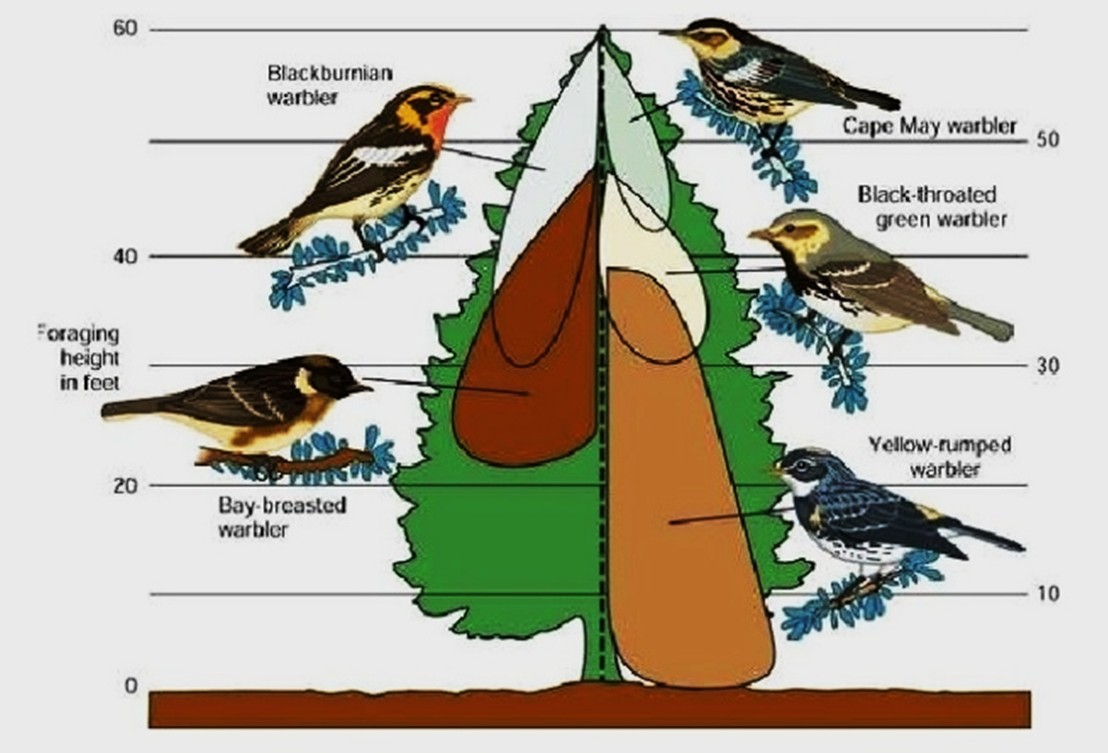 60
Blackburnian
warbler
Cape May warbler
50
Black-throated
green warbler
40
Foraging
height
in feet
30
Yellow-rumped
warbler
20
Bay-breasted
warbler
10
0